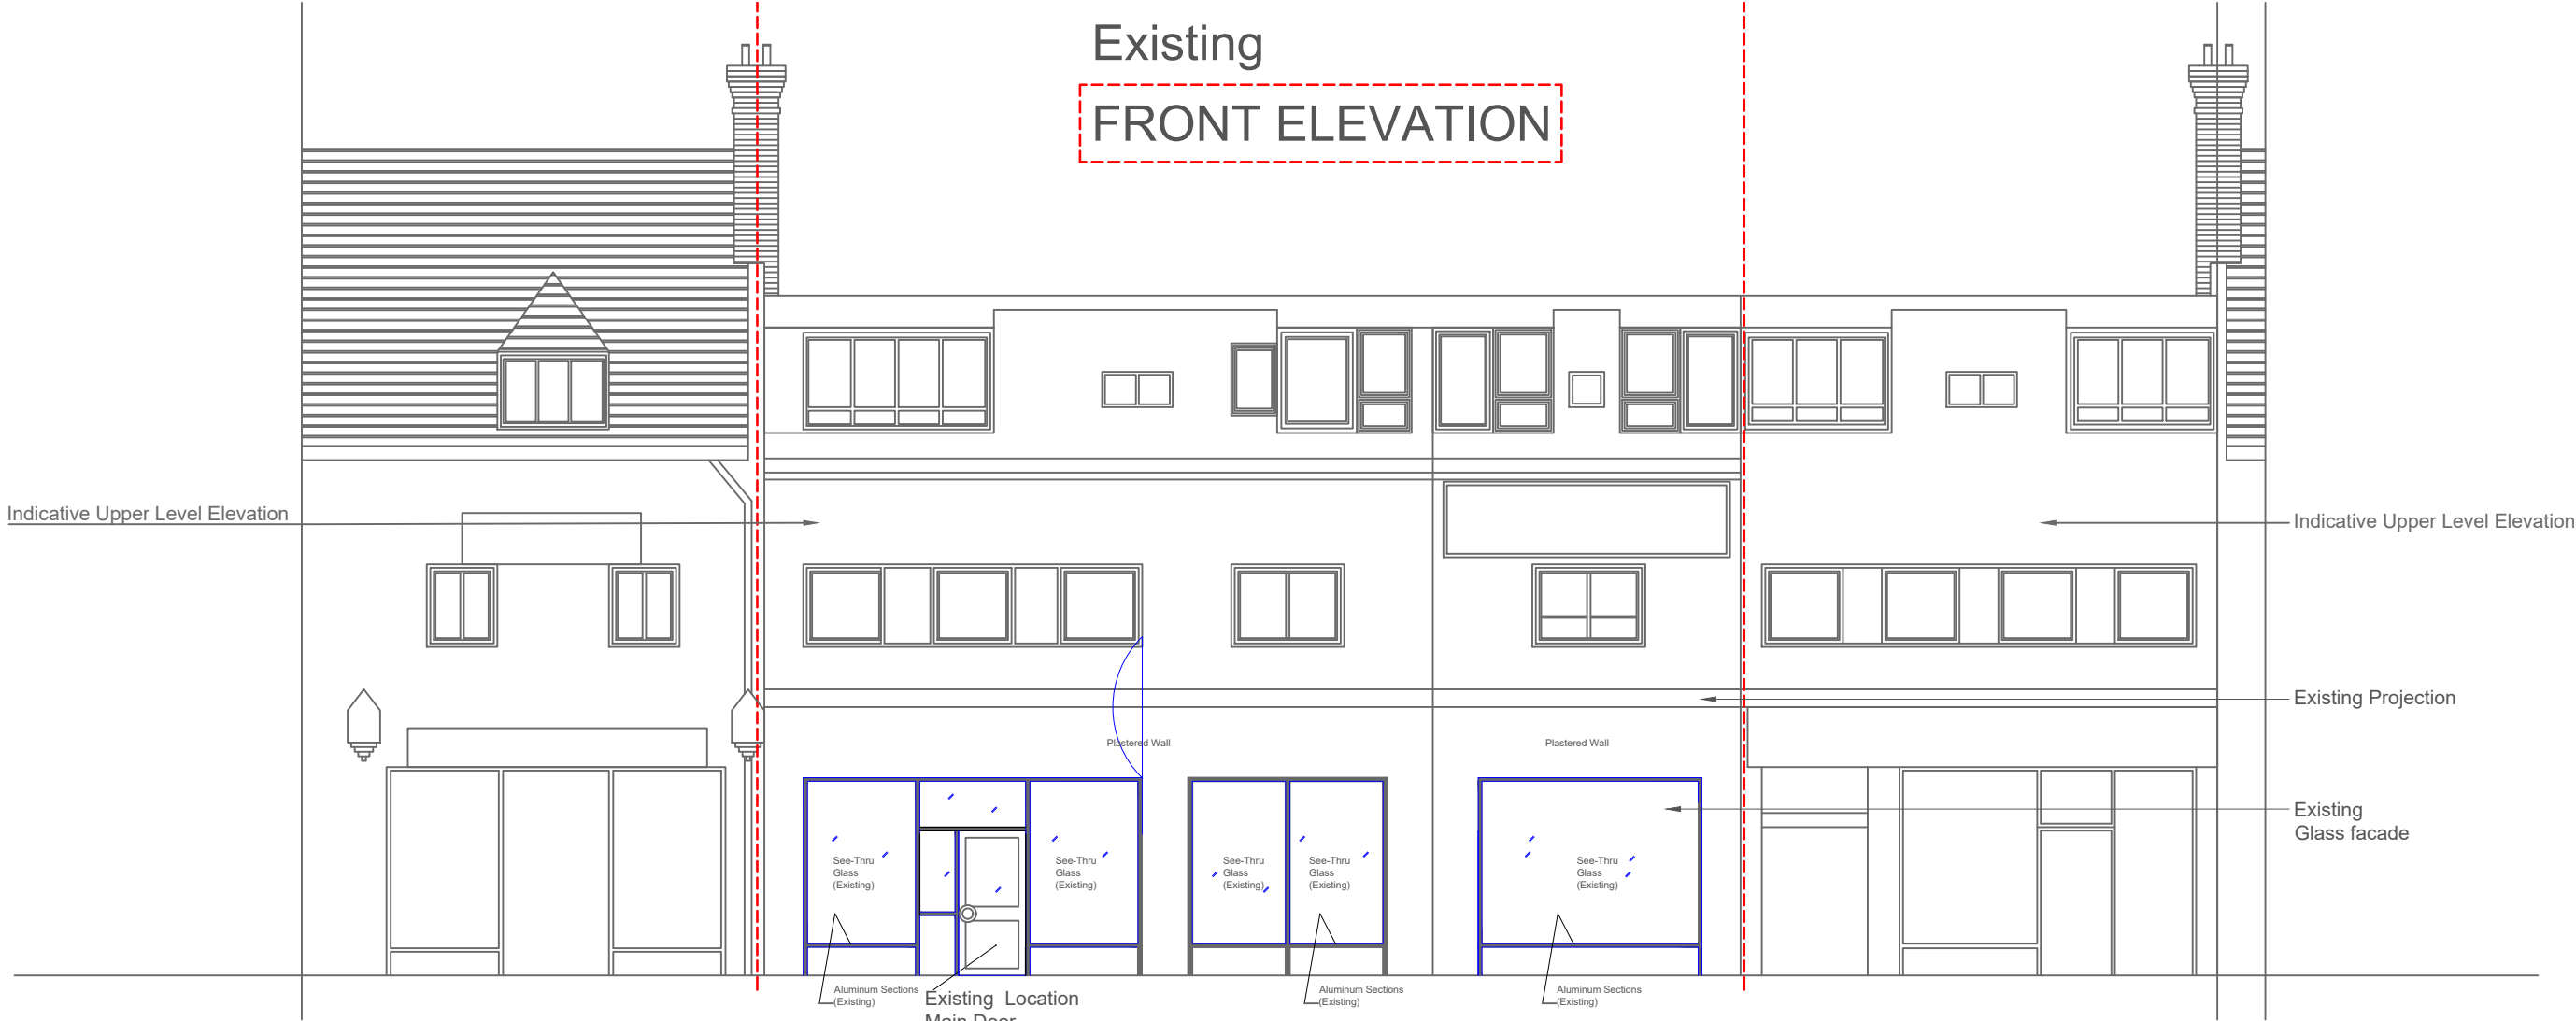 Existing
FRONT ELEVATION
Indicative Upper Level Elevation
Indicative Upper Level Elevation
Existing Projection
Plastered Wall
Plastered Wall
Existing
Glass facade
See-Thru
Glass
(Existing)
See-Thru
Glass
(Existing)
See-Thru
Glass
(Existing)
See-Thru
Glass
(Existing)
See-Thru
Glass
(Existing)
Aluminum Sections
(Existing)
Existing Location
Main Door
Aluminum Sections
(Existing)
Aluminum Sections
(Existing)